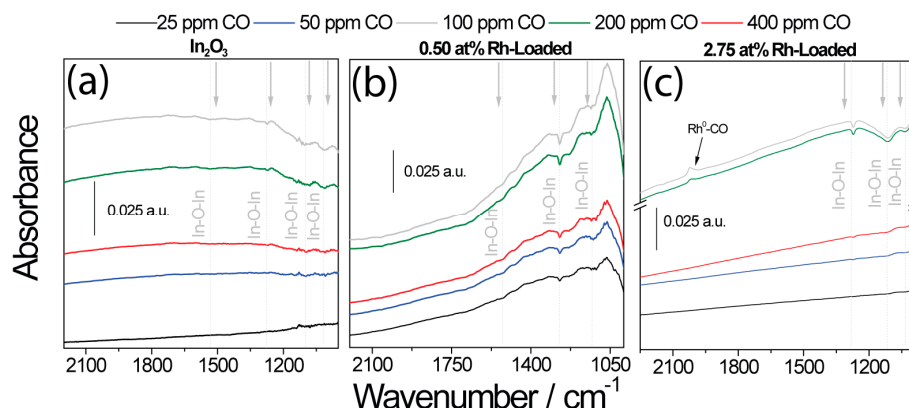 25 ppm CO 50 ppm CO 100 ppm CO 200 ppm CO 400 ppm CO
In₂O₃ 0.50 at% Rh-Loaded 2.75 at% Rh-Loaded
(a) (b) (c)
Rh⁰-CO
Absorbance
0.025 a.u.
In-O-In
In-O-In
In-O-In
In-O-In
0.025 a.u.
In-O-In
In-O-In
In-O-In
0.025 a.u.
In-O-In
In-O-In
In-O-In
2100 1800 1500 1200 2100 1750 1400 1050 2100 1800 1500 1200
Wavenumber / cm⁻¹